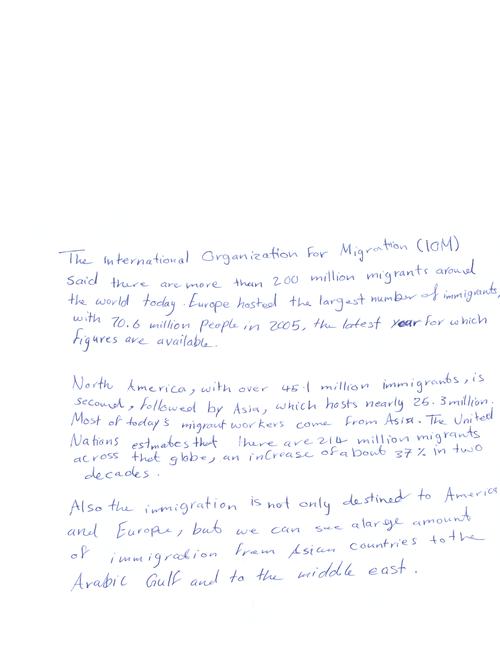 The International Organization For Migration (IOM)
Said there are more than 200 million migrants around
the world today. Europe hosted the largest number of immigrants,
with 70.6 million People in 2005, the latest year for which
figures are available.
North America, with over 45.1 million immigrants, is
second, followed by Asia, which hosts nearly 25.3 million.
Most of today's migrant workers come from Asia. The United
Nations estimates that There are 214 million migrants
across that globe, an increase of about 37% in two
decades.
Also the immigration is not only destined to America
and Europe, but we can see a large amount
of immigration from Asian countries to the
Arabic Gulf and to the middle east.